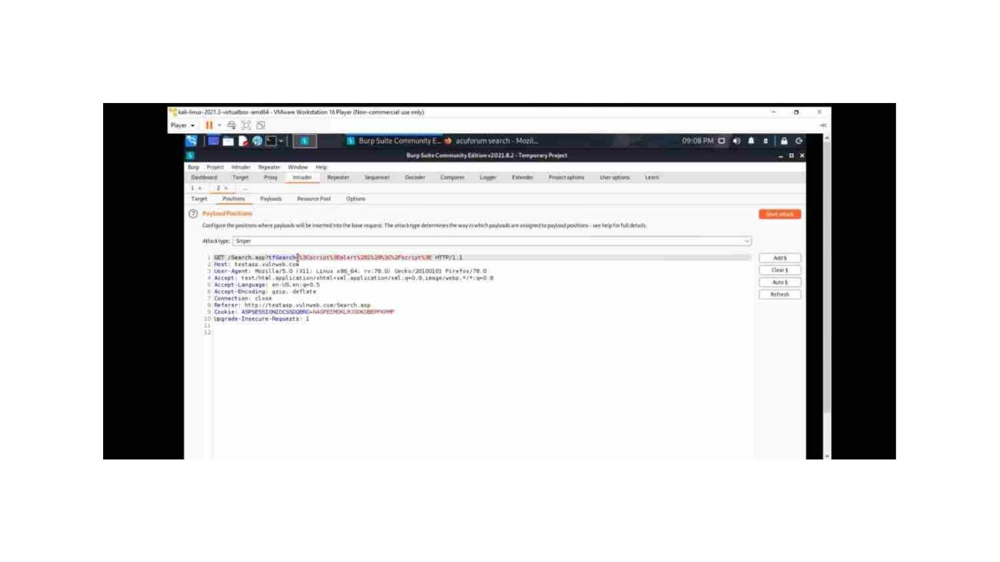 kali-linux-2021.3-virtualbox-amd64 - VMware Workstation 16 Player (Non-commercial use only)
Player
Burp Suite Community E... acuforum search - Mozil... 09:08 PM
Burp Suite Community Edition v2021.8.2 - Temporary Project
Burp Project Intruder Repeater Window Help
Dashboard Target Proxy Intruder Repeater Sequencer Decoder Comparer Logger Extender Project options User options Learn
1 × 2 × ...
Target Positions Payloads Resource Pool Options
? Payload Positions Start attack
Configure the positions where payloads will be inserted into the base request. The attack type determines the way in which payloads are assigned to payload positions - see help for full details.
Attack type: Sniper
1 GET /Search.asp?tfSearch=%3Cscript%3Ealert%281%29%3C%2Fscript%3E HTTP/1.1 Add §
2 Host: testasp.vulnweb.com
3 User-Agent: Mozilla/5.0 (X11; Linux x86_64; rv:78.0) Gecko/20100101 Firefox/78.0 Clear §
4 Accept: text/html,application/xhtml+xml,application/xml;q=0.9,image/webp,*/*;q=0.8
5 Accept-Language: en-US,en;q=0.5 Auto §
6 Accept-Encoding: gzip, deflate
7 Connection: close Refresh
8 Referer: http://testasp.vulnweb.com/Search.asp
9 Cookie:
10 Upgrade-Insecure-Requests: 1
11
12